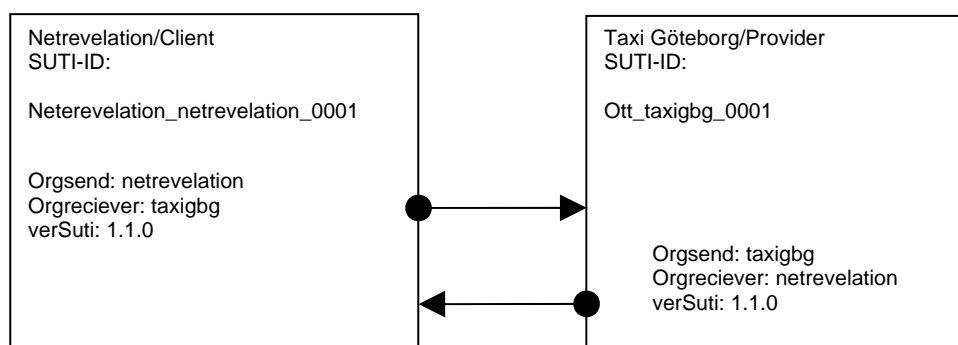 Netrevelation/Client
SUTI-ID:
Neterevelation_netrevelation_0001
Orgsend: netrevelation
Orgreciever: taxigbg
verSuti: 1.1.0
Taxi Göteborg/Provider
SUTI-ID:
Ott_taxigbg_0001
Orgsend: taxigbg
Orgreciever: netrevelation
verSuti: 1.1.0